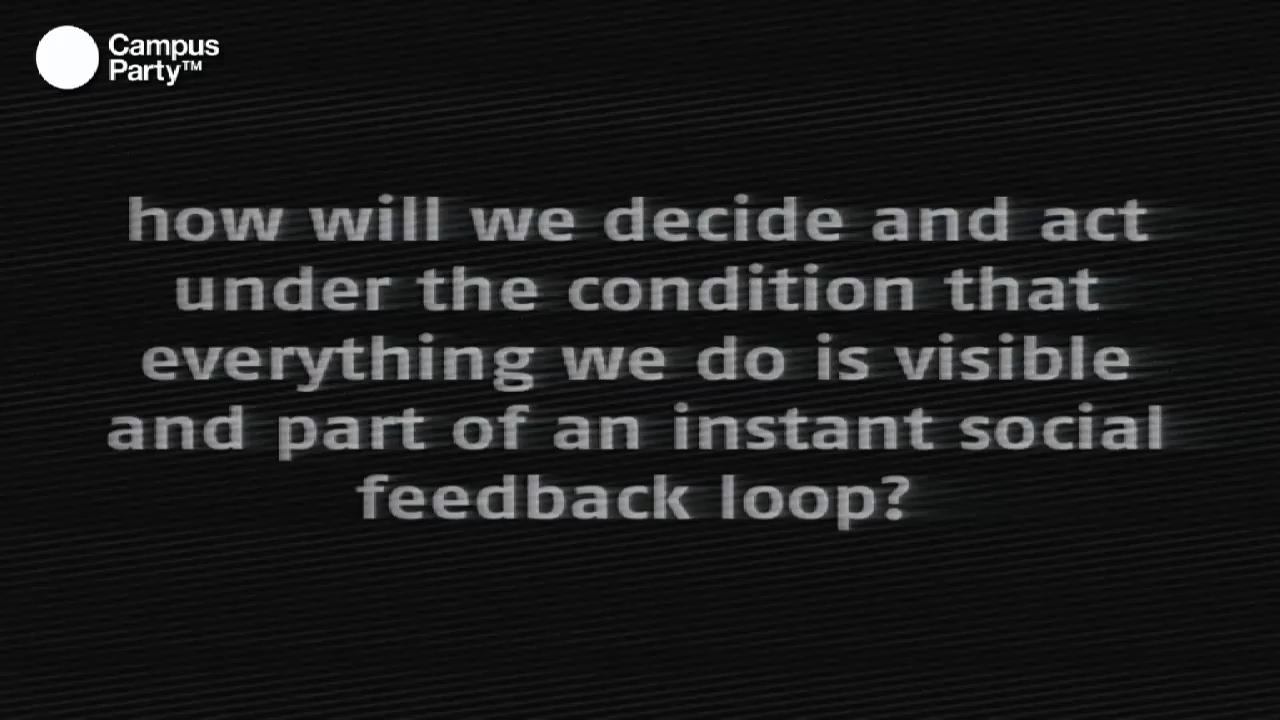 Campus
Party™
how will we decide and act
under the condition that
everything we do is visible
and part of an instant social
feedback loop?